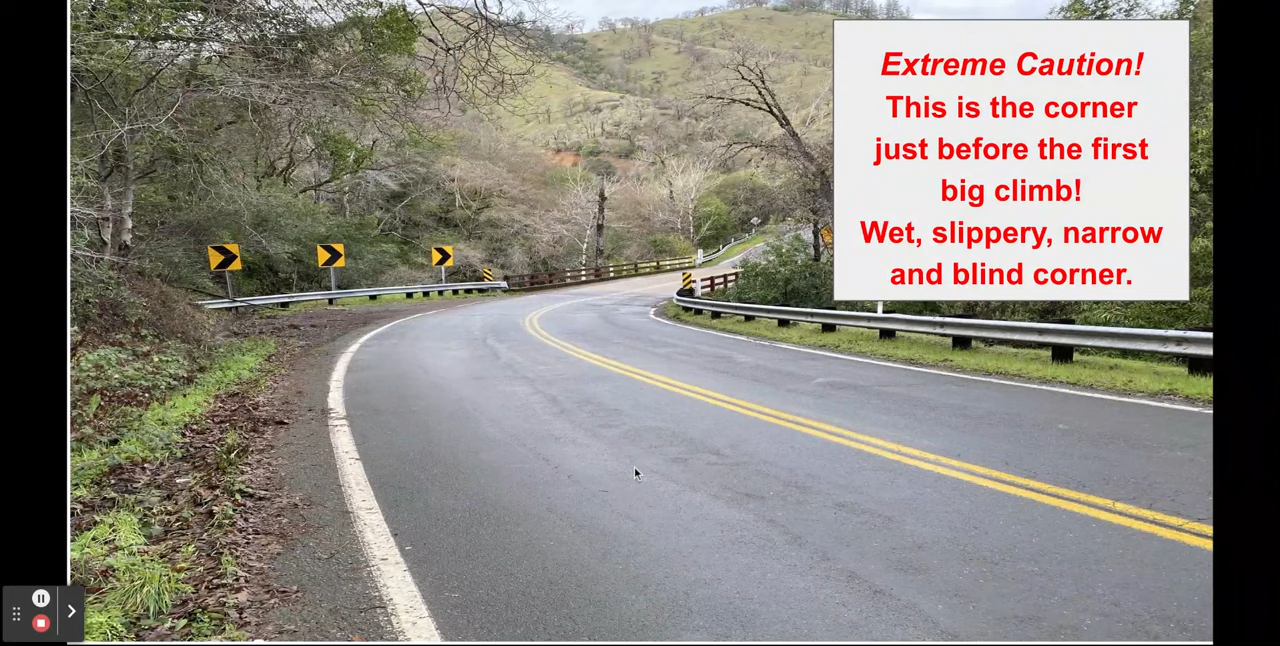 Extreme Caution!
This is the corner
just before the first
big climb!
Wet, slippery, narrow
and blind corner.